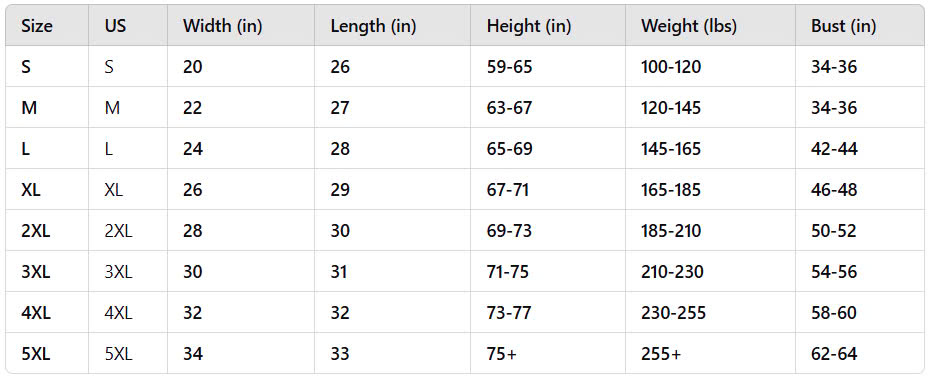 Size US Width (in) Length (in) Height (in) Weight (lbs) Bust (in)
S S 20 26 59-65 100-120 34-36
M M 22 27 63-67 120-145 34-36
L L 24 28 65-69 145-165 42-44
XL XL 26 29 67-71 165-185 46-48
2XL 2XL 28 30 69-73 185-210 50-52
3XL 3XL 30 31 71-75 210-230 54-56
4XL 4XL 32 32 73-77 230-255 58-60
5XL 5XL 34 33 75+ 255+ 62-64